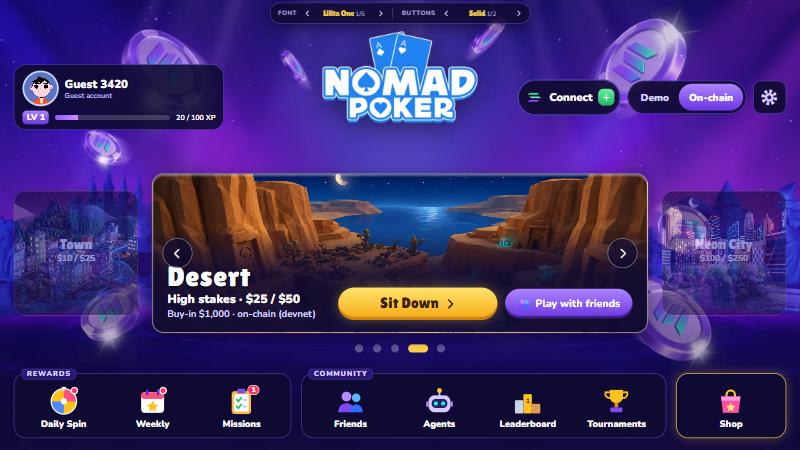 FONT Lilita One 1/5 BUTTONS Solid 1/2
NOMAD
POKER
Guest 3420
Guest account
LV 1 20 / 100 XP
Connect +
Demo On-chain
Town
$10 / $25
Desert
High stakes · $25 / $50
Buy-in $1,000 · on-chain (devnet)
Sit Down
Play with friends
Neon City
$100 / $250
REWARDS
Daily Spin
Weekly
1
Missions
COMMUNITY
Friends
Agents
1
Leaderboard
Tournaments
Shop